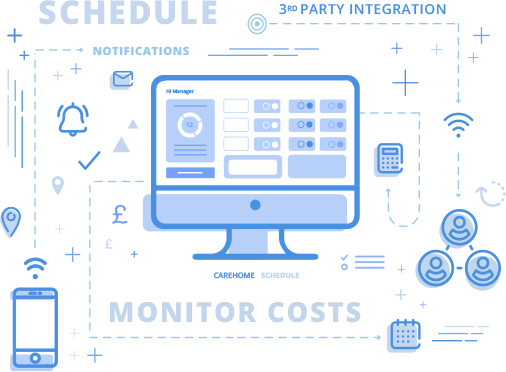 SCHEDULE
3RD PARTY INTEGRATION
NOTIFICATIONS
Hi Manager
12
£
£
CAREHOME SCHEDULE
MONITOR COSTS